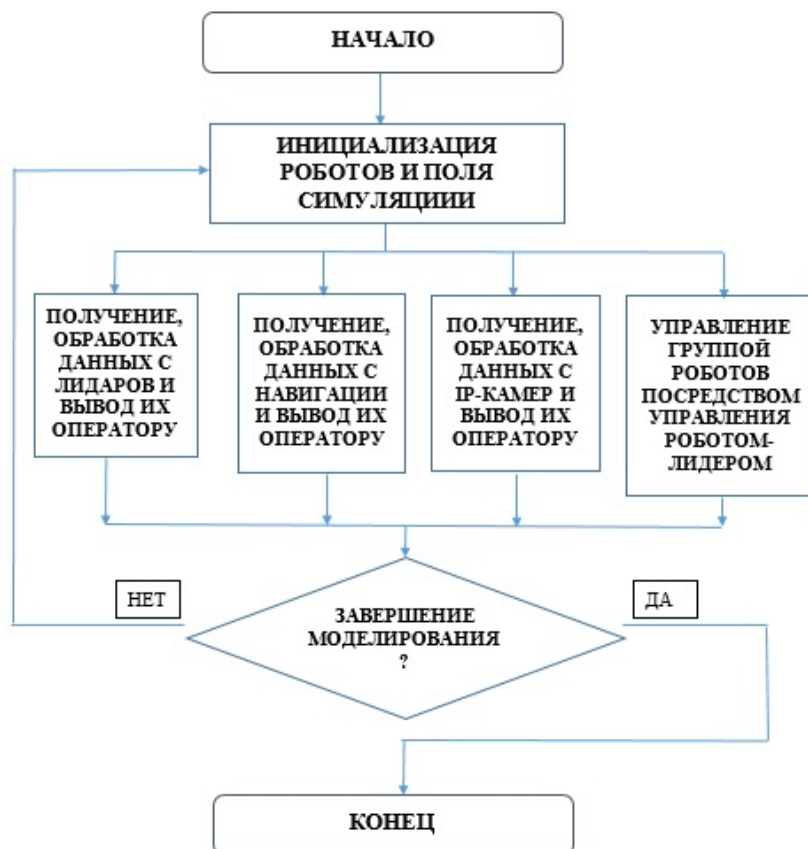 НАЧАЛО
ИНИЦИАЛИЗАЦИЯ
РОБОТОВ И ПОЛЯ
СИМУЛЯЦИИИ
ПОЛУЧЕНИЕ,
ОБРАБОТКА
ДАННЫХ С
ЛИДАРОВ И
ВЫВОД ИХ
ОПЕРАТОРУ
ПОЛУЧЕНИЕ,
ОБРАБОТКА
ДАННЫХ С
НАВИГАЦИИ
И ВЫВОД ИХ
ОПЕРАТОРУ
ПОЛУЧЕНИЕ,
ОБРАБОТКА
ДАННЫХ С
IP-КАМЕР И
ВЫВОД ИХ
ОПЕРАТОРУ
УПРАВЛЕНИЕ
ГРУППОЙ
РОБОТОВ
ПОСРЕДСТВОМ
УПРАВЛЕНИЯ
РОБОТОМ-
ЛИДЕРОМ
НЕТ
ДА
ЗАВЕРШЕНИЕ
МОДЕЛИРОВАНИЯ
?
КОНЕЦ